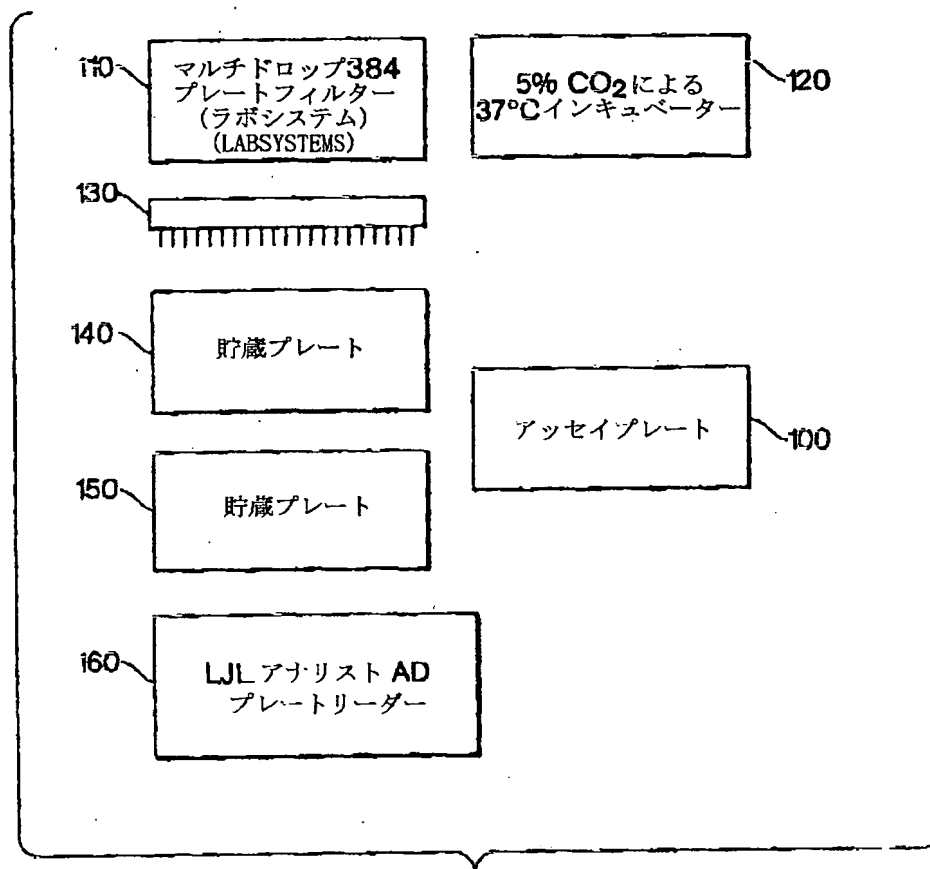 110
マルチドロップ384
プレートフィルター
(ラボシステム)
(LABSYSTEMS)
5% CO2による
37°Cインキュベーター
120
130
140
貯蔵プレート
アッセイプレート
100
150
貯蔵プレート
160
LJLアナリスト AD
プレートリーダー